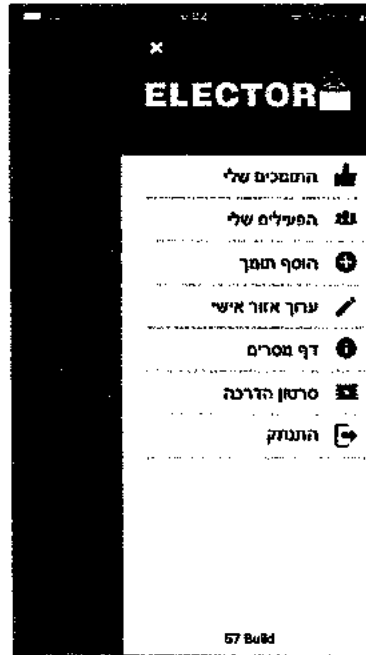 ×
ELECTOR
התומכים שלי
הפעילים שלי
הוסף תומך
ערוך אזור אישי
דף מסרים
סרטון הדרכה
התנתק
57 Build